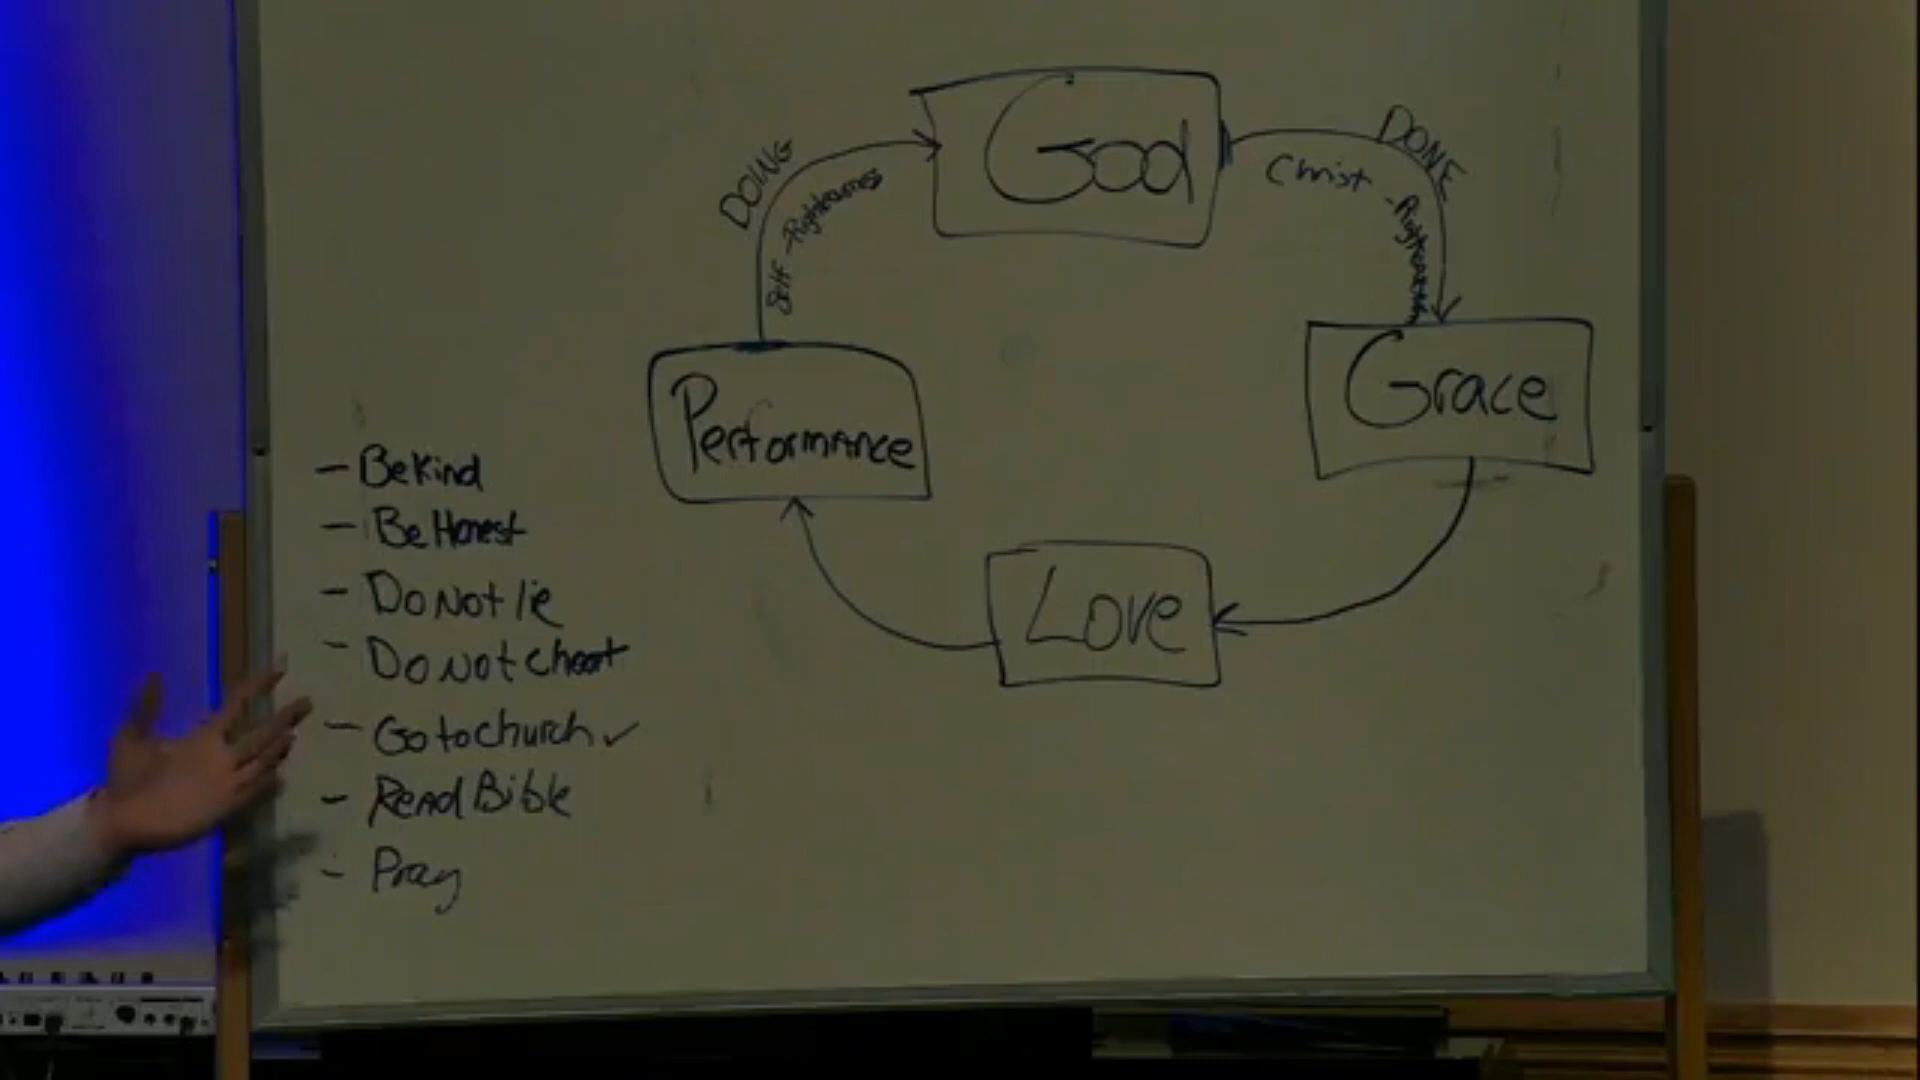 God
DOING
Self-Righteousness
DONE
Christ-Righteousness
Performance
Grace
Love
- Be Kind
- Be Honest
- Do Not lie
- Do Not cheat
- Go to church ✓
- Read Bible
- Pray